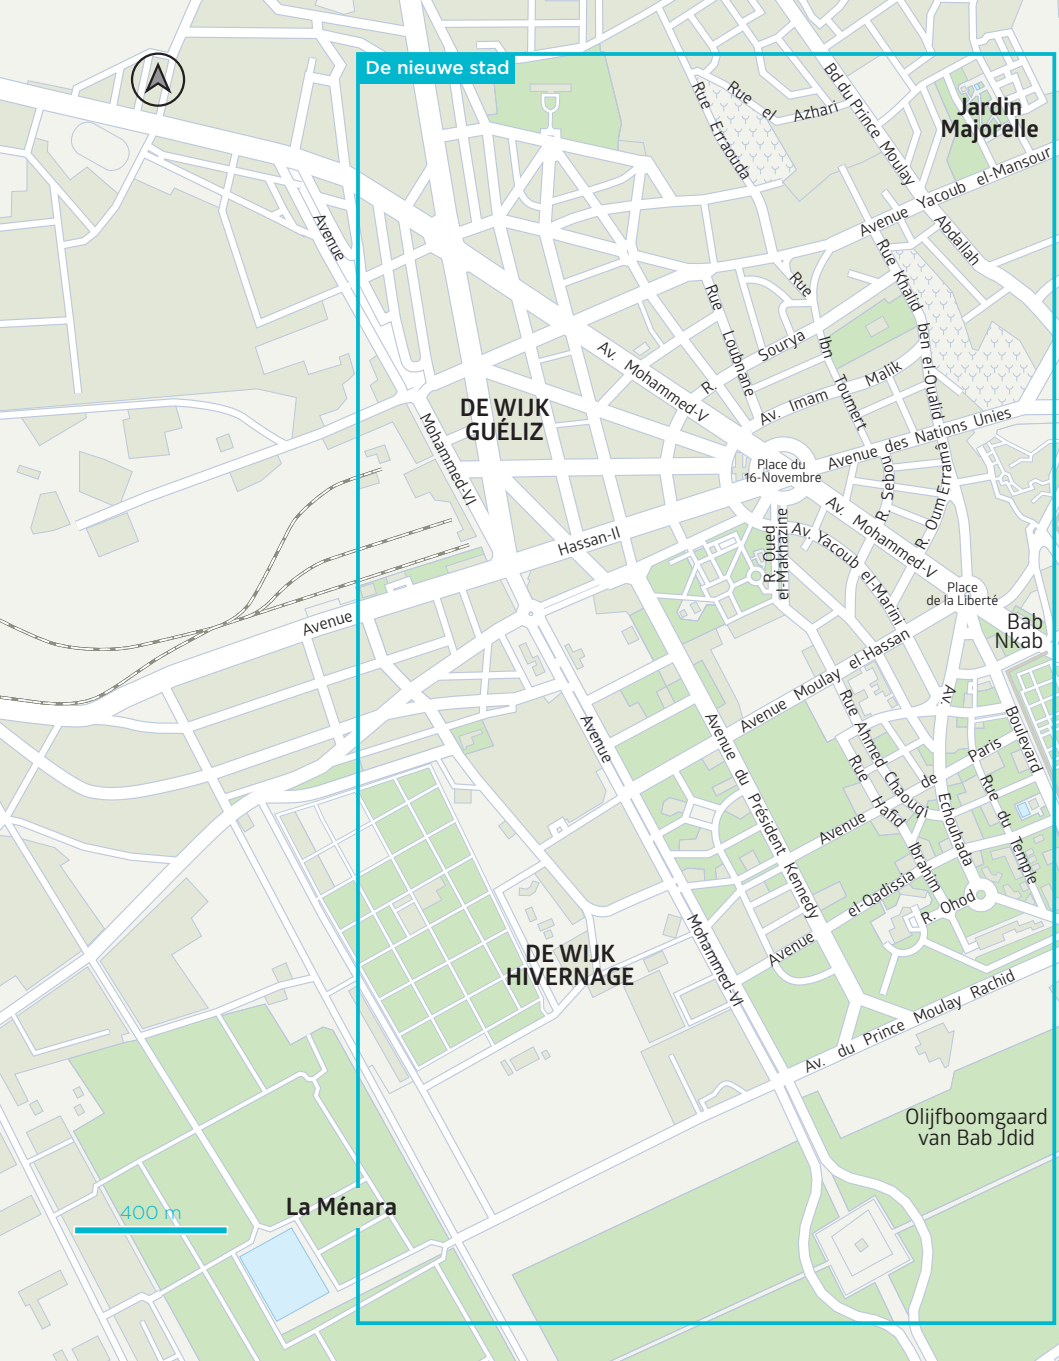 De nieuwe stad
Jardin
Majorelle
Rue el Azhari
Rue Erraouda
Bd du Prince Moulay Abdallah
Avenue Yacoub el-Mansour
Avenue Mohammed-VI
Rue Khalid ben el-Oualid
Rue Loubnane
Rue Ibn Toumert
R. Sourya
Av. Mohammed-V
Av. Imam Malik
DE WIJK
GUÉLIZ
Avenue des Nations Unies
Place du
16-Novembre
R. Sebon
R. Oum Errama
Avenue Hassan-II
R. Oued
el-Makhazine
Av. Mohammed-V
Av. Yacoub el-Marini
Place
de la Liberté
Bab
Nkab
Avenue Moulay el-Hassan
Rue Ahmed Chaouqi
Rue Hafid Ibrahim
Av. Echouhada
Boulevard
Avenue de Paris
Rue du Temple
Avenue du Président Kennedy
Avenue Mohammed-VI
Avenue el-Qadissia
R. Ohod
DE WIJK
HIVERNAGE
Av. du Prince Moulay Rachid
Olijfboomgaard
van Bab Jdid
La Ménara
400 m